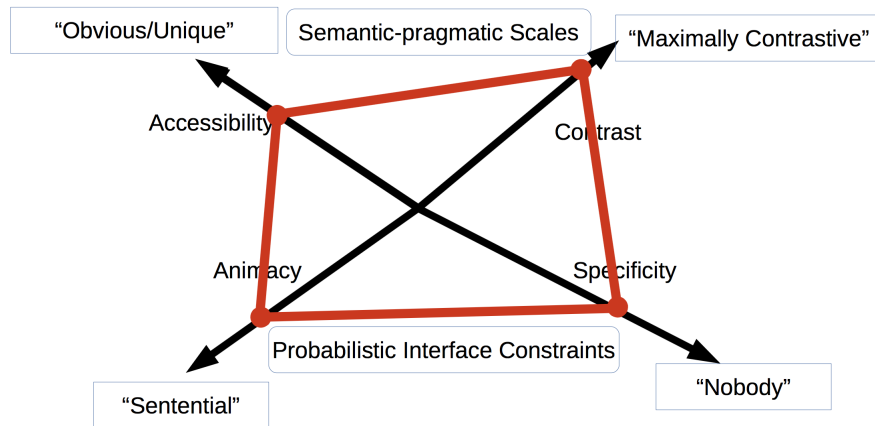 “Obvious/Unique”
Semantic-pragmatic Scales
“Maximally Contrastive”
Accessibility
Contrast
Animacy
Specificity
Probabilistic Interface Constraints
“Nobody”
“Sentential”